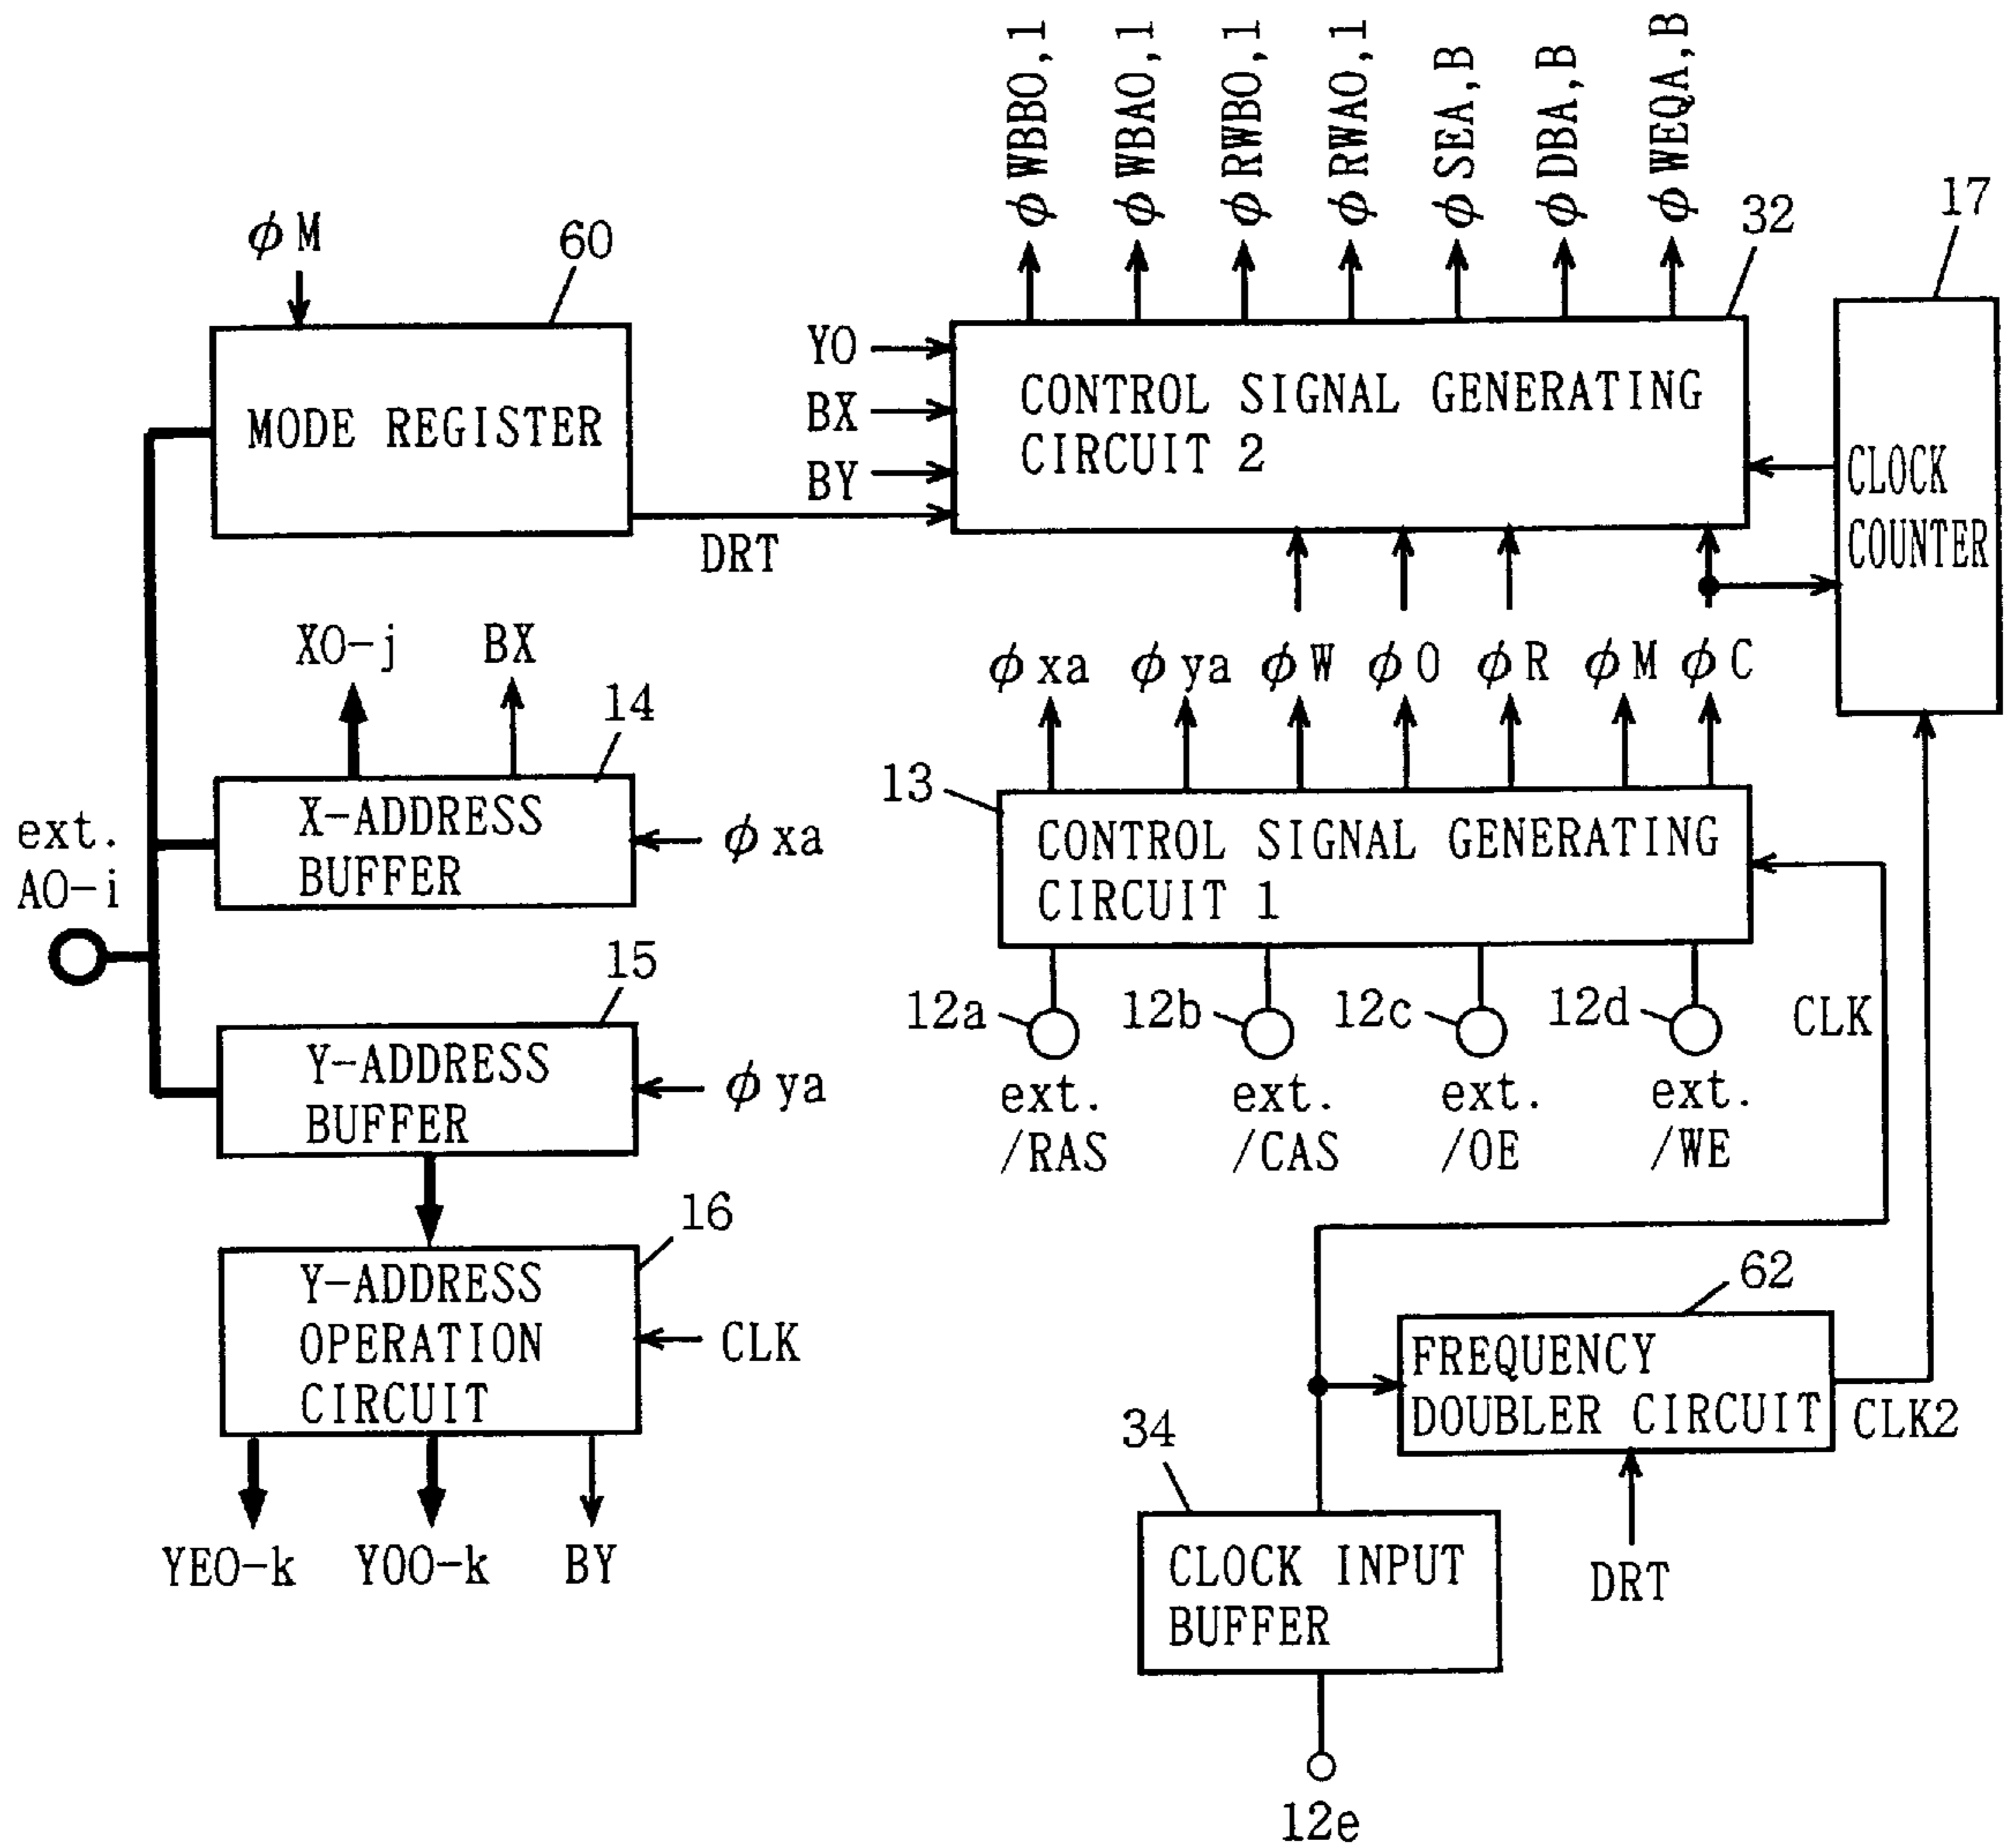 φWBBO,1
φWBAO,1
φRWBO,1
φRWAO,1
φSEA,B
φDBA,B
φWEQA,B
φM
60
32
17
MODE REGISTER
YO
BX
BY
DRT
CONTROL SIGNAL GENERATING
CIRCUIT 2
CLOCK
COUNTER
XO-j
BX
14
φxa
φya
φW
φO
φR
φM
φC
ext.
AO-i
X-ADDRESS
BUFFER
φxa
13
CONTROL SIGNAL GENERATING
CIRCUIT 1
15
Y-ADDRESS
BUFFER
φya
12a
12b
12c
12d
CLK
ext.
/RAS
ext.
/CAS
ext.
/OE
ext.
/WE
16
Y-ADDRESS
OPERATION
CIRCUIT
CLK
62
FREQUENCY
DOUBLER CIRCUIT
CLK2
34
DRT
YEO-k
YOO-k
BY
CLOCK INPUT
BUFFER
12e